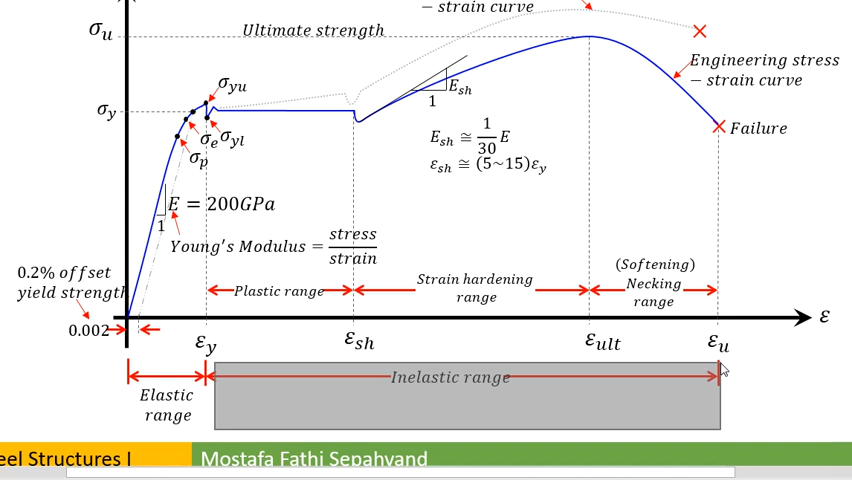 − strain curve
σᵤ
Ultimate strength
Engineering stress
− strain curve
σyu
σy
Esh
1
σe
σyl
σp
Failure
Esh ≅ 1/30 E
εsh ≅ (5~15)εy
E = 200GPa
1
Young's Modulus = stress/strain
0.2% offset
yield strength
(Softening)
Necking
range
Strain hardening
range
Plastic range
0.002
ε
εy
εsh
εult
εu
Inelastic range
Elastic
range
eel Structures I
Mostafa Fathi Sepahvand